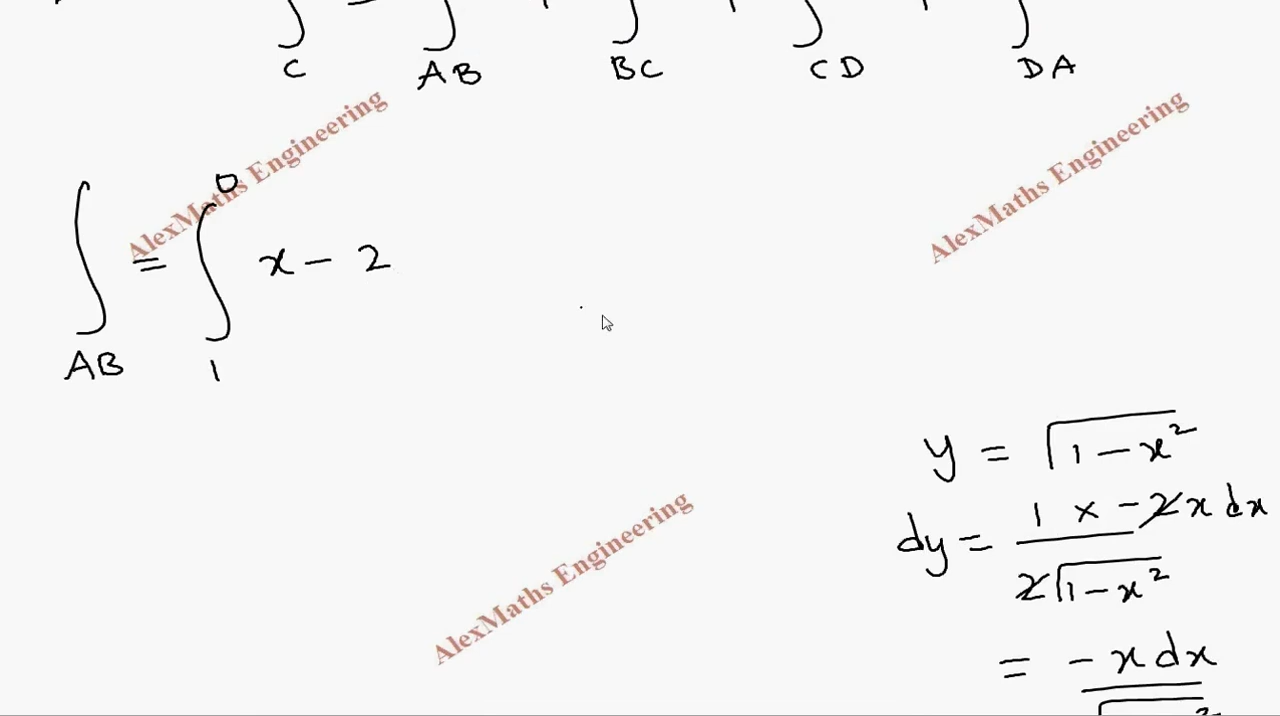 ∫ ∫ ∫ ∫ ∫
C AB BC CD DA
∫ = ∫ x - 2
0
AB 1
y = √1 - x²
dy = 1 × -2x dx
2√1 - x²
= - x dx
AlexMaths Engineering
AlexMaths Engineering
AlexMaths Engineering